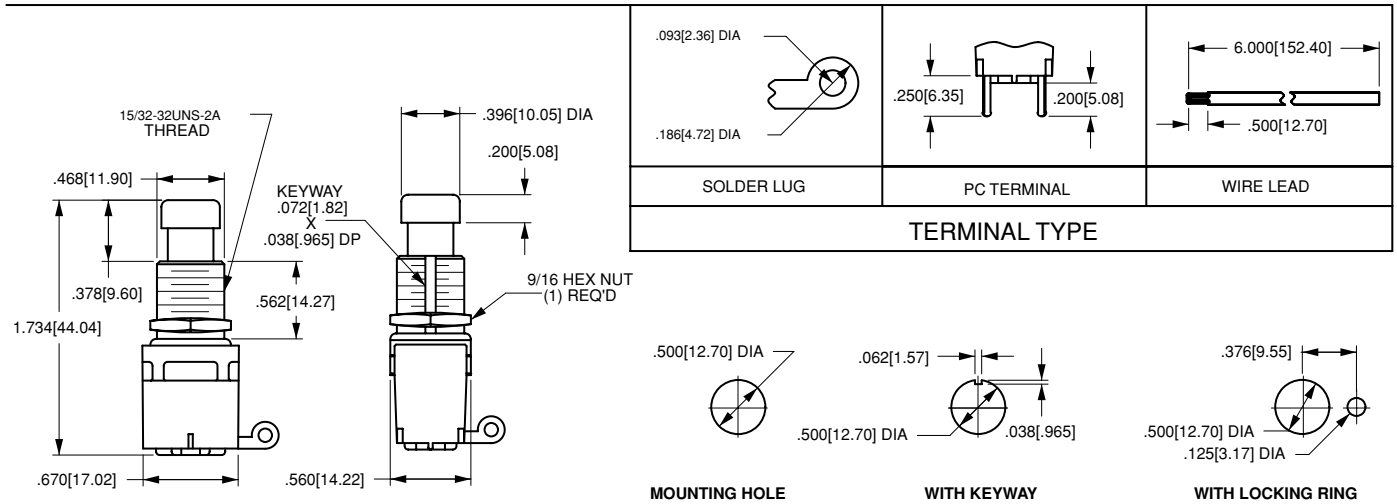 15/32-32UNS-2A
THREAD
.468[11.90]
.378[9.60]
1.734[44.04]
.562[14.27]
.670[17.02]
.396[10.05] DIA
.200[5.08]
KEYWAY
.072[1.82]
X
.038[.965] DP
9/16 HEX NUT
(1) REQ'D
.560[14.22]
.093[2.36] DIA
.186[4.72] DIA
SOLDER LUG
.250[6.35]
.200[5.08]
PC TERMINAL
6.000[152.40]
.500[12.70]
WIRE LEAD
TERMINAL TYPE
.500[12.70] DIA
MOUNTING HOLE
.062[1.57]
.500[12.70] DIA
.038[.965]
WITH KEYWAY
.376[9.55]
.500[12.70] DIA
.125[3.17] DIA
WITH LOCKING RING